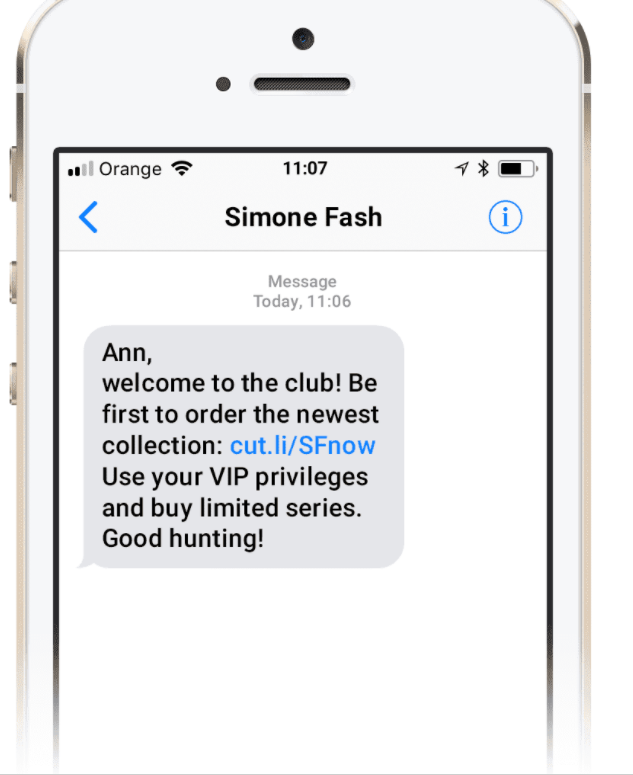 Orange 11:07
Simone Fash
Message
Today, 11:06
Ann,
welcome to the club! Be
first to order the newest
collection: cut.li/SFnow
Use your VIP privileges
and buy limited series.
Good hunting!